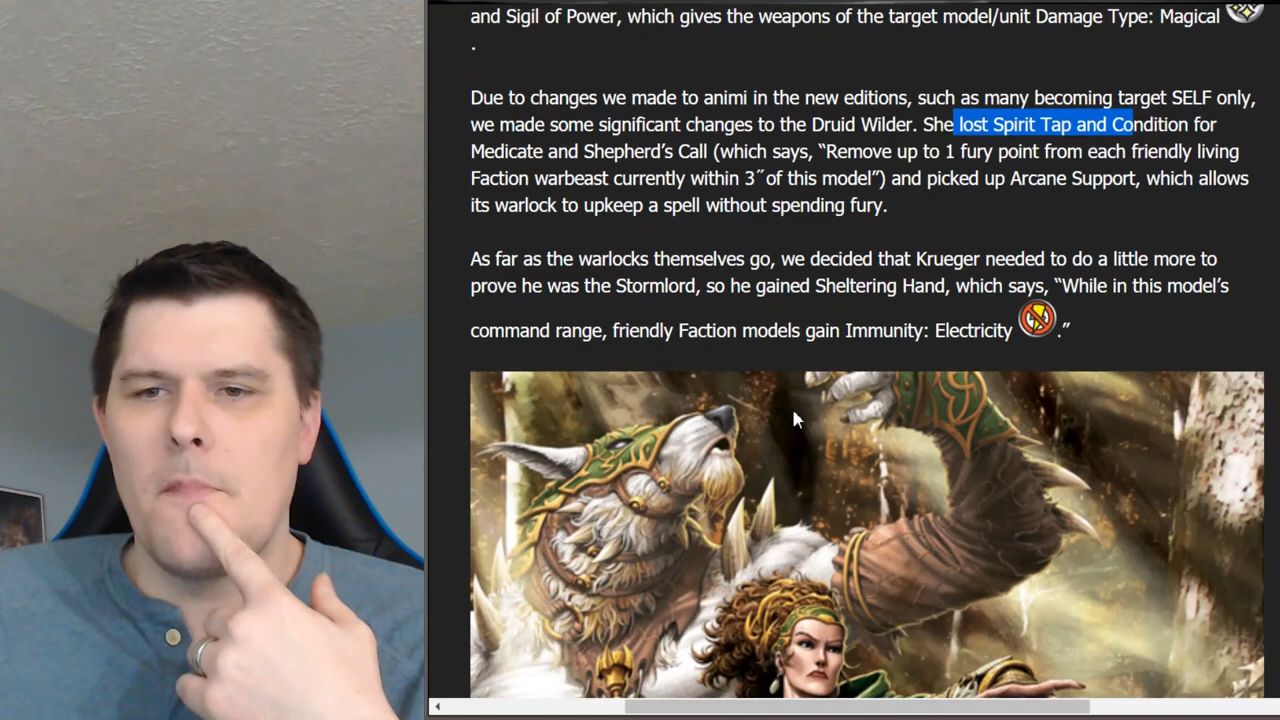 and Sigil of Power, which gives the weapons of the target model/unit Damage Type: Magical
.
Due to changes we made to animi in the new editions, such as many becoming target SELF only,
we made some significant changes to the Druid Wilder. She lost Spirit Tap and Condition for
Medicate and Shepherd’s Call (which says, “Remove up to 1 fury point from each friendly living
Faction warbeast currently within 3˝of this model”) and picked up Arcane Support, which allows
its warlock to upkeep a spell without spending fury.
As far as the warlocks themselves go, we decided that Krueger needed to do a little more to
prove he was the Stormlord, so he gained Sheltering Hand, which says, “While in this model’s
command range, friendly Faction models gain Immunity: Electricity .”